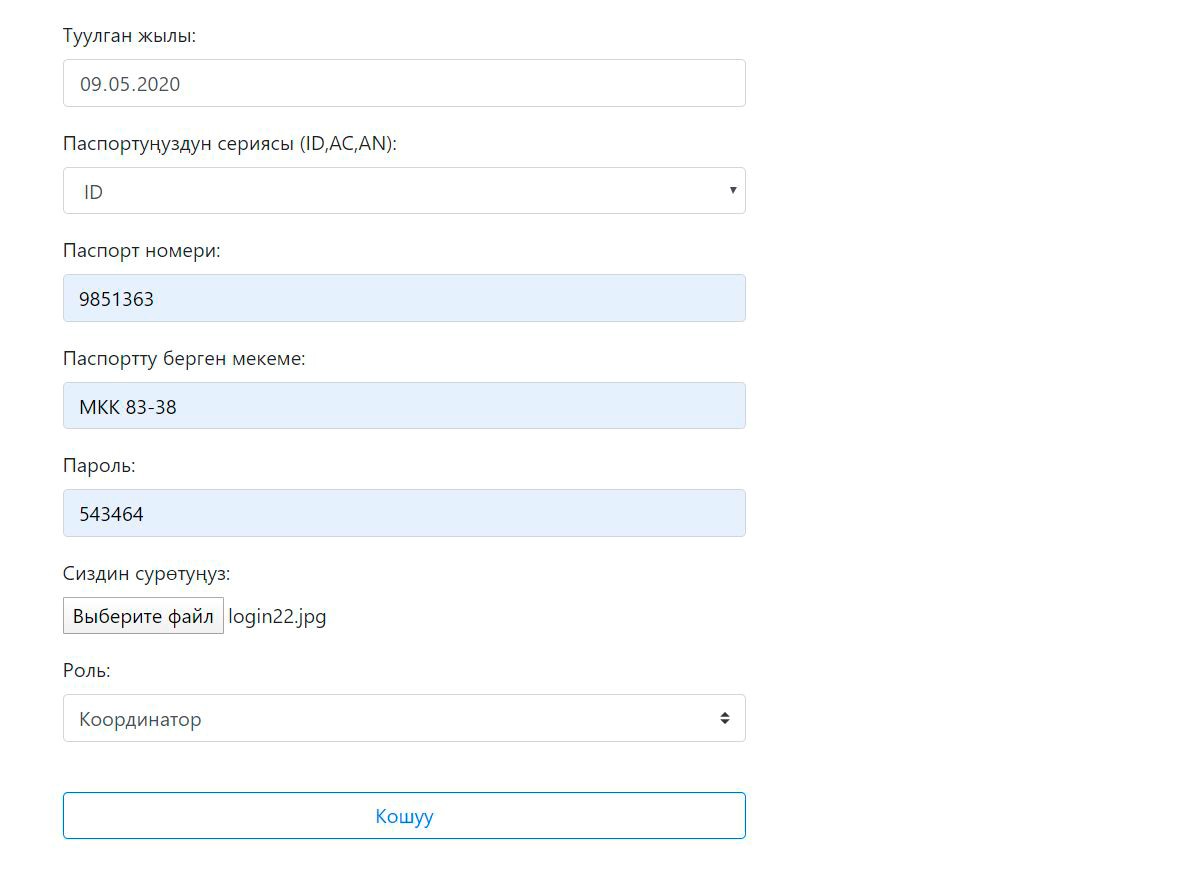 Туулган жылы:
09.05.2020
Паспортуңуздун сериясы (ID,AC,AN):
ID
Паспорт номери:
9851363
Паспортту берген мекеме:
МКК 83-38
Пароль:
543464
Сиздин сурөтуңуз:
Выберите файл login22.jpg
Роль:
Координатор
Кошуу